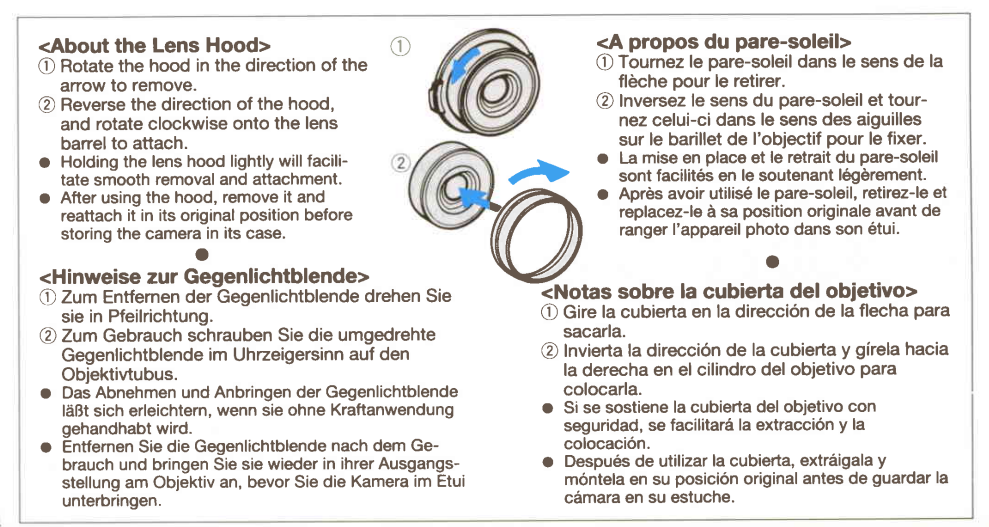 <About the Lens Hood>
① Rotate the hood in the direction of the
arrow to remove.
② Reverse the direction of the hood,
and rotate clockwise onto the lens
barrel to attach.
● Holding the lens hood lightly will facili-
tate smooth removal and attachment.
● After using the hood, remove it and
reattach it in its original position before
storing the camera in its case.
●
<Hinweise zur Gegenlichtblende>
① Zum Entfernen der Gegenlichtblende drehen Sie
sie in Pfeilrichtung.
② Zum Gebrauch schrauben Sie die umgedrehte
Gegenlichtblende im Uhrzeigersinn auf den
Objektivtubus.
● Das Abnehmen und Anbringen der Gegenlichtblende
läßt sich erleichtern, wenn sie ohne Kraftanwendung
gehandhabt wird.
● Entfernen Sie die Gegenlichtblende nach dem Ge-
brauch und bringen Sie sie wieder in ihrer Ausgangs-
stellung am Objektiv an, bevor Sie die Kamera im Etui
unterbringen.
①
②
<A propos du pare-soleil>
① Tournez le pare-soleil dans le sens de la
flèche pour le retirer.
② Inversez le sens du pare-soleil et tour-
nez celui-ci dans le sens des aiguilles
sur le barillet de l'objectif pour le fixer.
● La mise en place et le retrait du pare-soleil
sont facilités en le soutenant légèrement.
● Après avoir utilisé le pare-soleil, retirez-le et
replacez-le à sa position originale avant de
ranger l'appareil photo dans son étui.
●
<Notas sobre la cubierta del objetivo>
① Gire la cubierta en la dirección de la flecha para
sacarla.
② Invierta la dirección de la cubierta y gírela hacia
la derecha en el cilindro del objetivo para
colocarla.
● Si se sostiene la cubierta del objetivo con
seguridad, se facilitará la extracción y la
colocación.
● Después de utilizar la cubierta, extráigala y
móntela en su posición original antes de guardar la
cámara en su estuche.